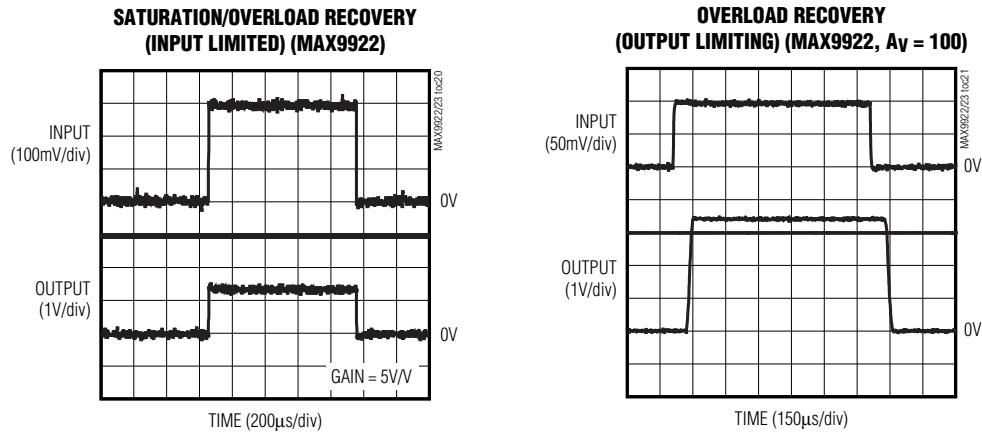 SATURATION/OVERLOAD RECOVERY
(INPUT LIMITED) (MAX9922)
MAX9922/23 toc20
INPUT
(100mV/div)
0V
OUTPUT
(1V/div)
0V
GAIN = 5V/V
TIME (200μs/div)
OVERLOAD RECOVERY
(OUTPUT LIMITING) (MAX9922, AV = 100)
MAX9922/23 toc21
INPUT
(50mV/div)
0V
OUTPUT
(1V/div)
0V
TIME (150μs/div)